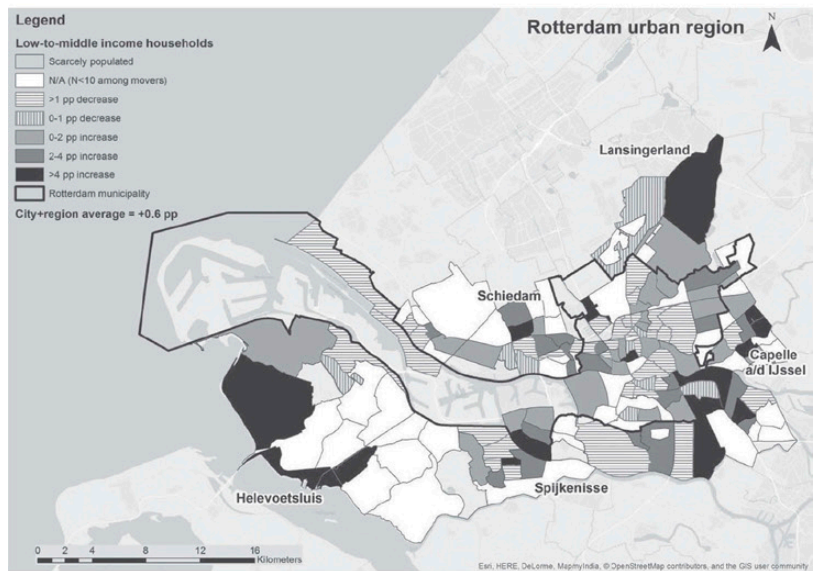 Legend
Low-to-middle income households
Scarcely populated
N/A (N<10 among movers)
>1 pp decrease
0-1 pp decrease
0-2 pp increase
2-4 pp increase
>4 pp increase
Rotterdam municipality
City+region average = +0.6 pp
Rotterdam urban region
N
Lansingerland
Schiedam
Capelle
a/d IJssel
Helevoetsluis
Spijkenisse
0 2 4 8 12 16
Kilometers
Esri, HERE, DeLorme, MapmyIndia, © OpenStreetMap contributors, and the GIS user community